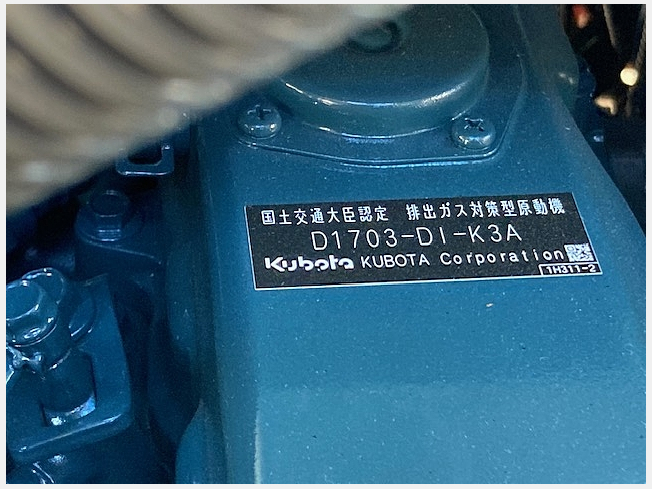 国土交通大臣認定 排出ガス対策型原動機
D1703-DI-K3A
Kubota KUBOTA Corporation
1H311-2